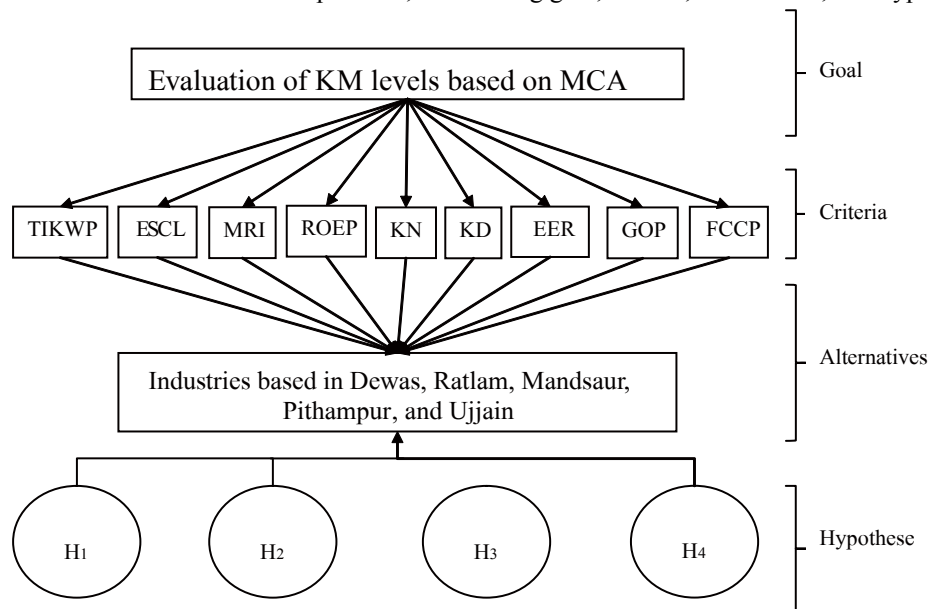 Evaluation of KM levels based on MCA
Goal
TIKWP ESCL MRI ROEP KN KD EER GOP FCCP
Criteria
Industries based in Dewas, Ratlam, Mandsaur,
Pithampur, and Ujjain
Alternatives
H1 H2 H3 H4
Hypothese